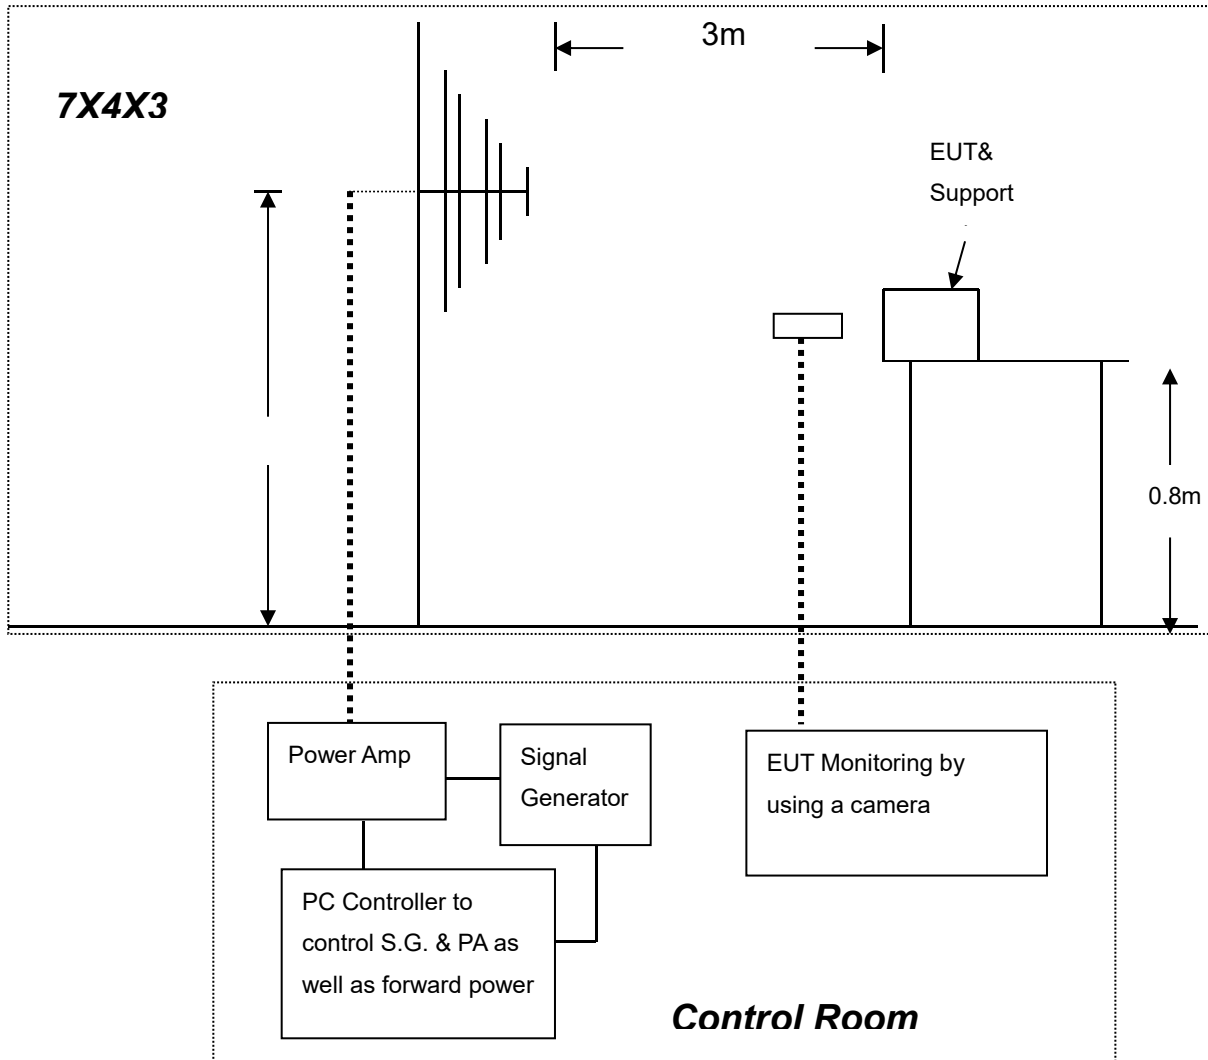 3m
7X4X3
EUT&
Support
0.8m
Power Amp
Signal
Generator
EUT Monitoring by
using a camera
PC Controller to
control S.G. & PA as
well as forward power
Control Room